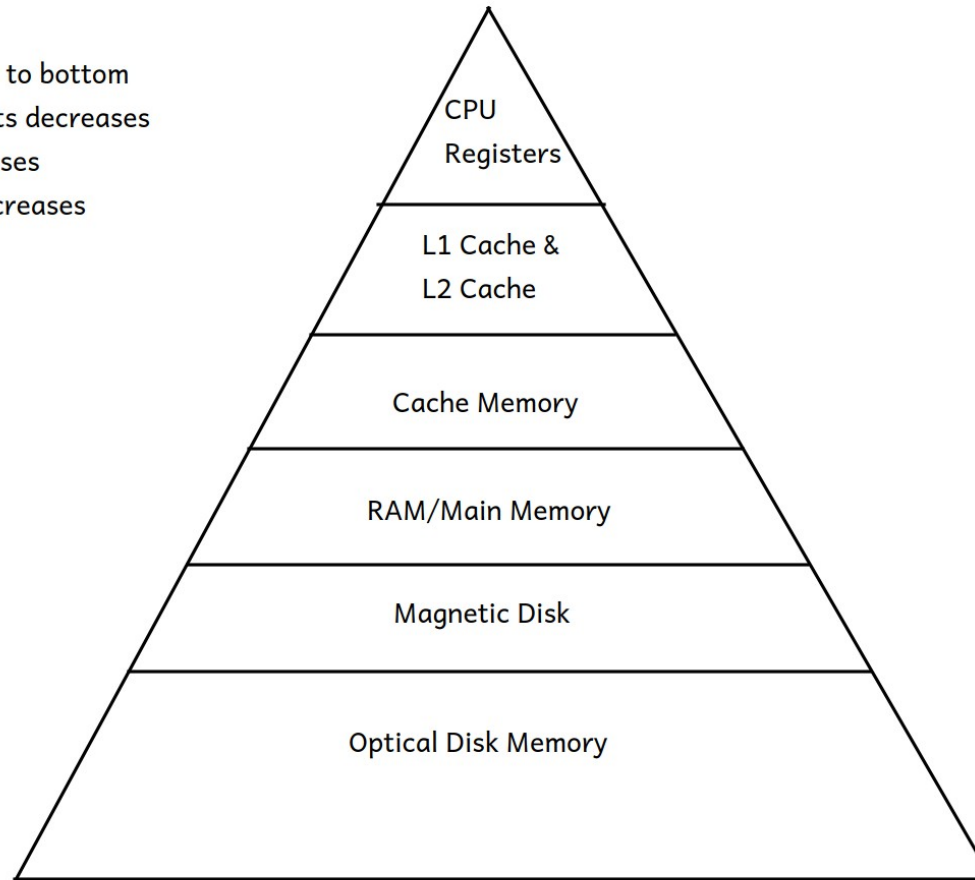 to bottom
ts decreases
ses
creases
CPU
Registers
L1 Cache &
L2 Cache
Cache Memory
RAM/Main Memory
Magnetic Disk
Optical Disk Memory